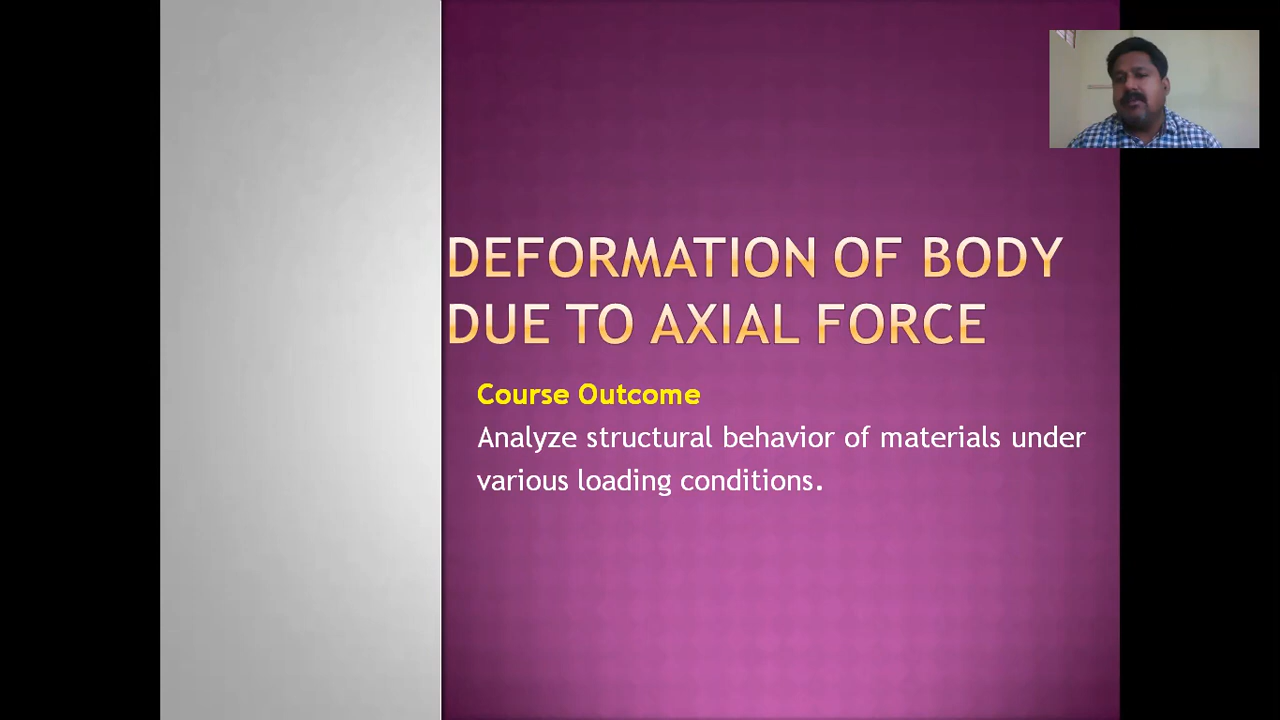 DEFORMATION OF BODY
DUE TO AXIAL FORCE
Course Outcome
Analyze structural behavior of materials under
various loading conditions.